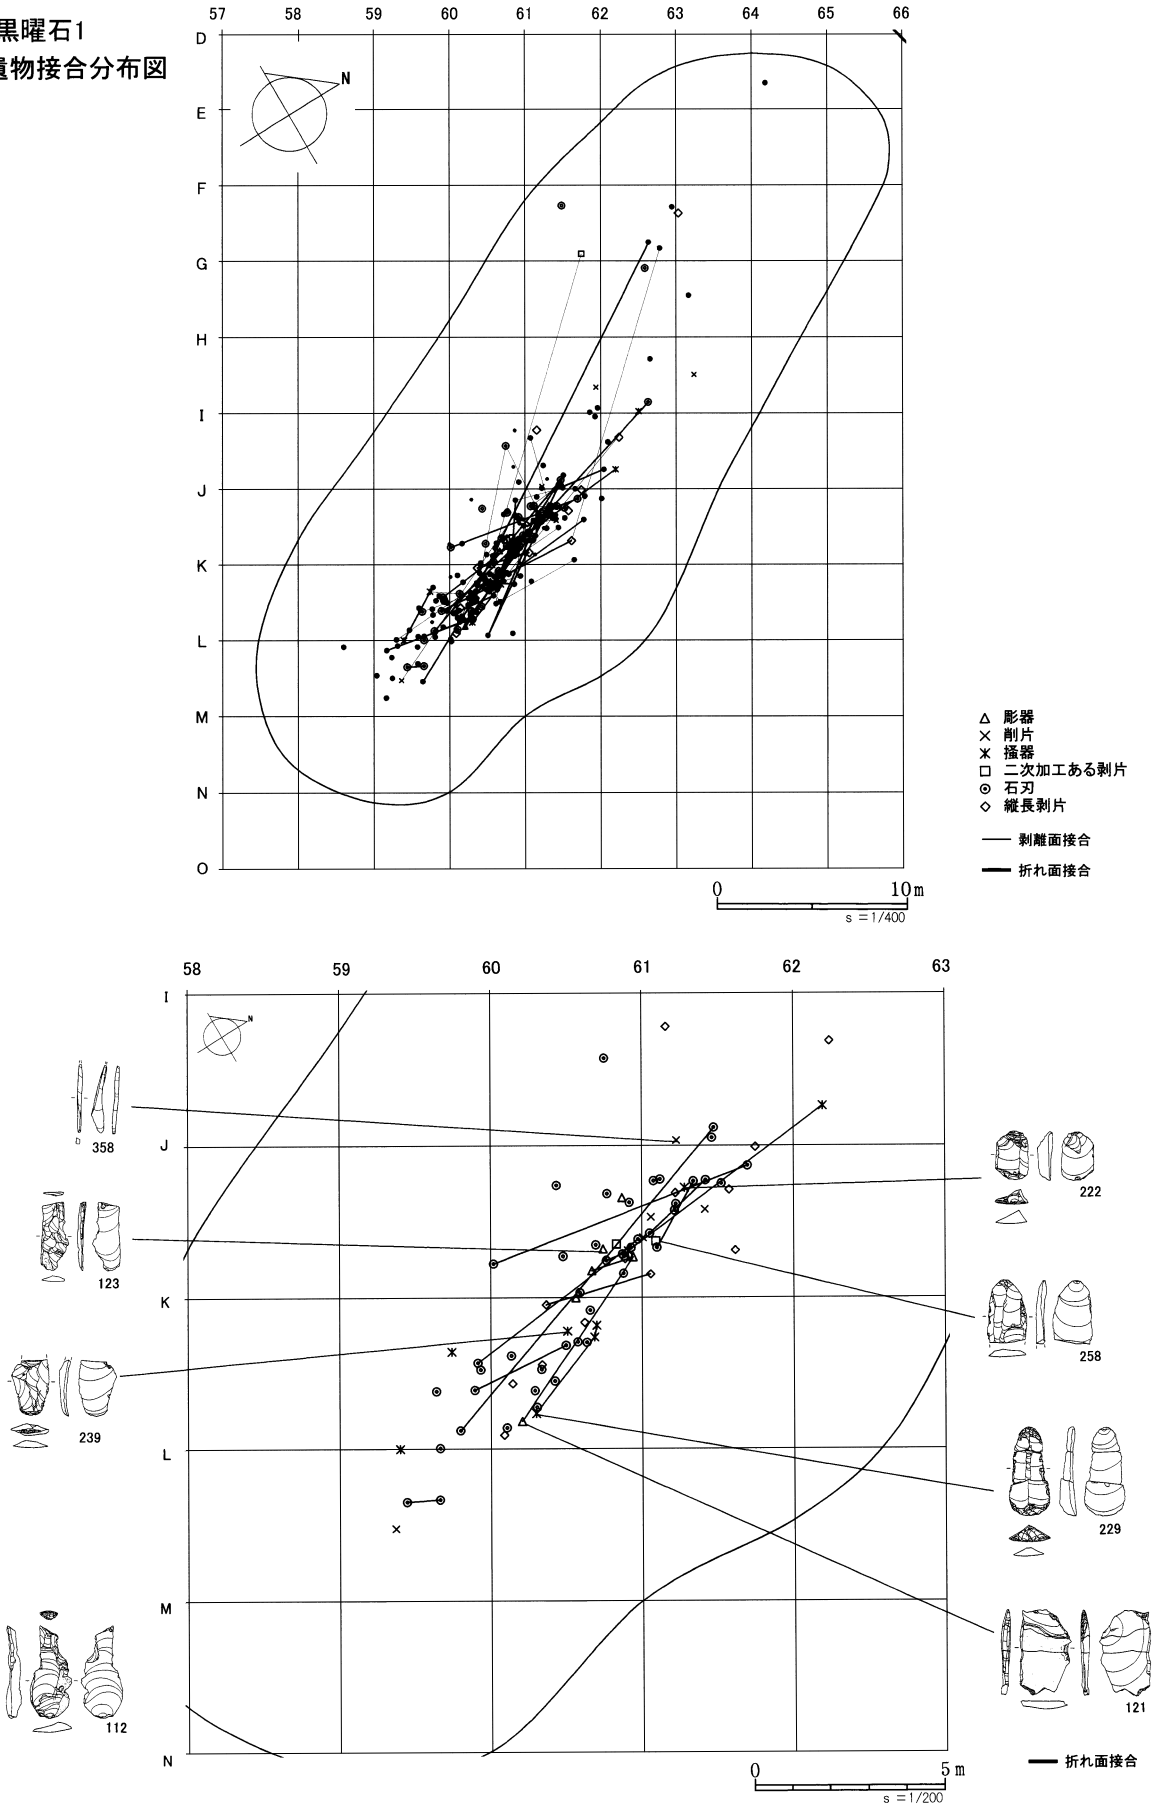 黒曜石1
遺物接合分布図
57 58 59 60 61 62 63 64 65 66
D
N
E
F
G
H
I
J
K
L
M
N
O
彫器
削片
掻器
二次加工ある剥片
石刃
縦長剥片
剥離面接合
折れ面接合
0 10m
s =1/400
58 59 60 61 62 63
I
N
358
J
222
123
K
258
239
L
229
M
121
112
N
折れ面接合
0 5m
s =1/200